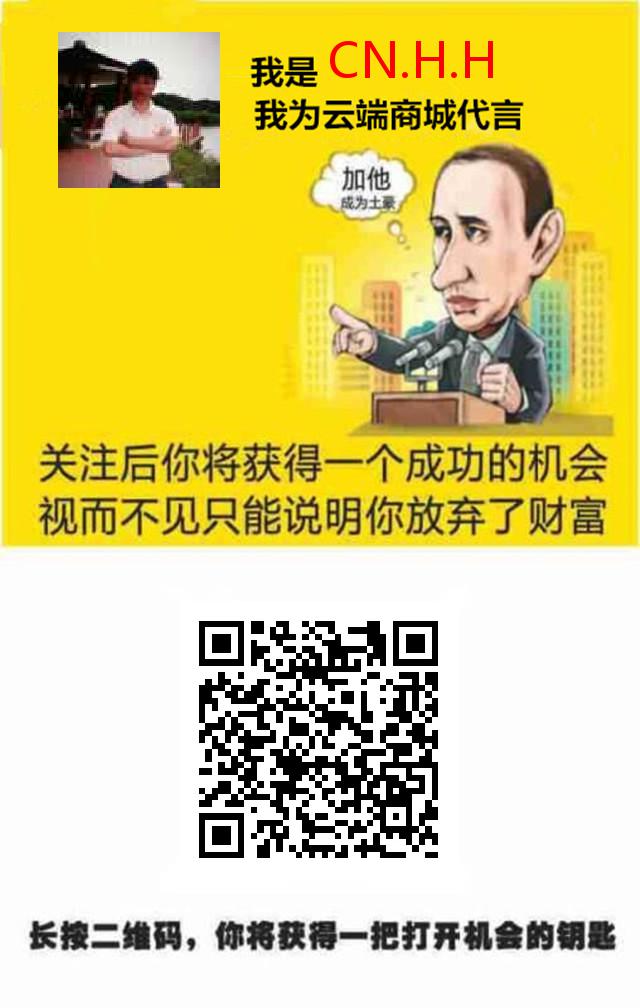 我是 CN.H.H
我为云端商城代言
加他
成为土豪
关注后你将获得一个成功的机会
视而不见只能说明你放弃了财富
长按二维码，你将获得一把打开机会的钥匙